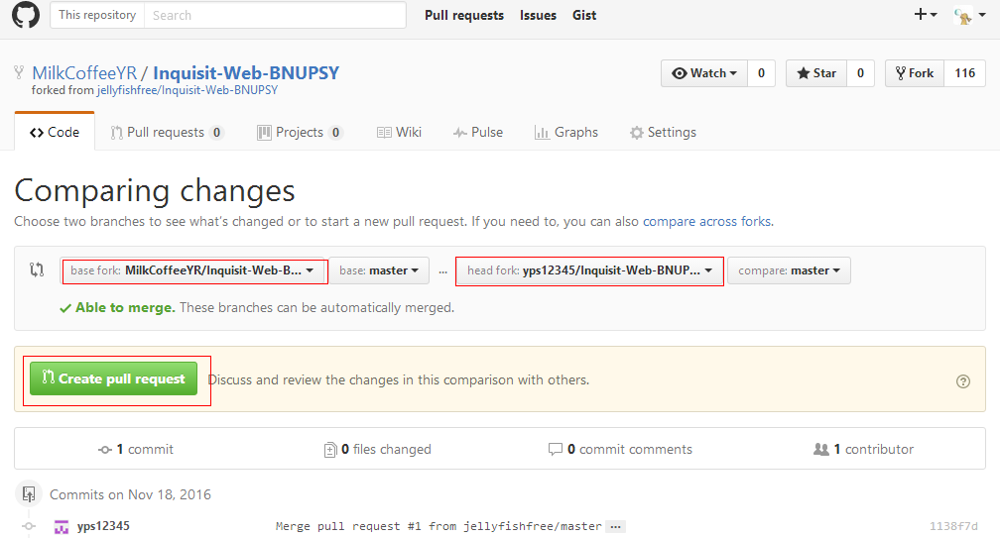 This repository Search Pull requests Issues Gist
MilkCoffeeYR / Inquisit-Web-BNUPSY Watch 0 Star 0 Fork 116
forked from jellyfishfree/Inquisit-Web-BNUPSY
Code Pull requests 0 Projects 0 Wiki Pulse Graphs Settings
Comparing changes
Choose two branches to see what's changed or to start a new pull request. If you need to, you can also compare across forks.
base fork: MilkCoffeeYR/Inquisit-Web-B... base: master ... head fork: yps12345/Inquisit-Web-BNUP... compare: master
Able to merge. These branches can be automatically merged.
Create pull request Discuss and review the changes in this comparison with others.
1 commit 0 files changed 0 commit comments 1 contributor
Commits on Nov 18, 2016
yps12345 Merge pull request #1 from jellyfishfree/master ... 1138f7d